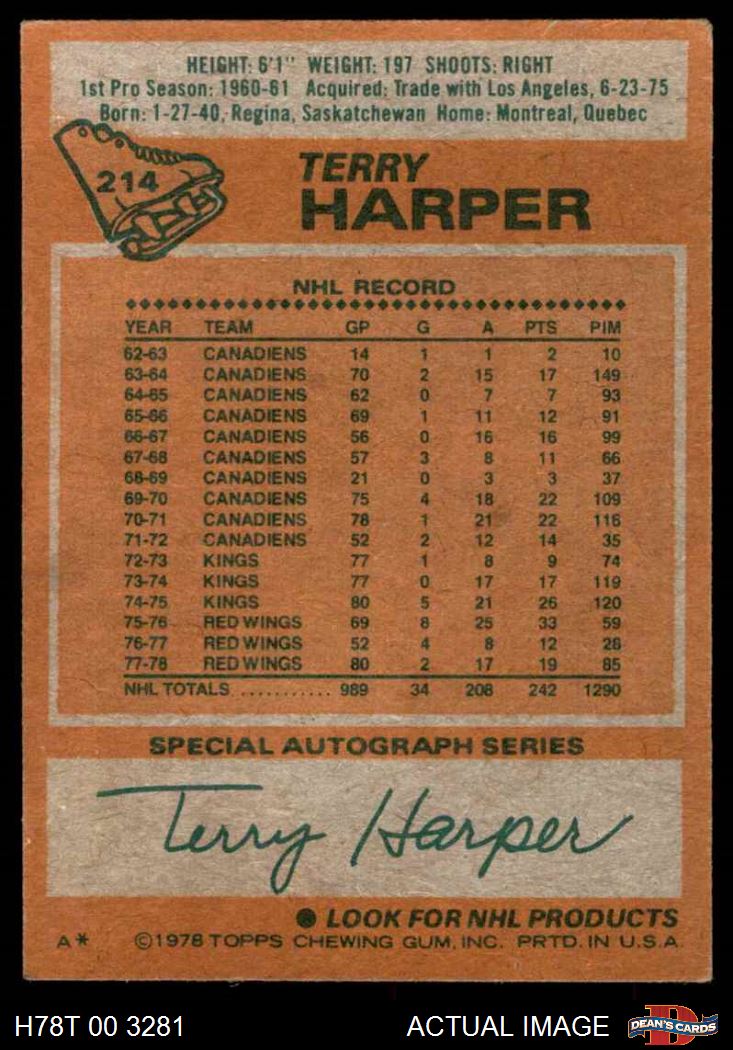 HEIGHT: 6'1" WEIGHT: 197 SHOOTS: RIGHT
1st Pro Season: 1960-61 Acquired: Trade with Los Angeles, 6-23-75
Born: 1-27-40, Regina, Saskatchewan Home: Montreal, Quebec
214
TERRY
HARPER
NHL RECORD
YEAR TEAM GP G A PTS PIM
62-63 CANADIENS 14 1 1 2 10
63-64 CANADIENS 70 2 15 17 149
64-65 CANADIENS 62 0 7 7 93
65-66 CANADIENS 69 1 11 12 91
66-67 CANADIENS 56 0 16 16 99
67-68 CANADIENS 57 3 8 11 66
68-69 CANADIENS 21 0 3 3 37
69-70 CANADIENS 75 4 18 22 109
70-71 CANADIENS 78 1 21 22 116
71-72 CANADIENS 52 2 12 14 35
72-73 KINGS 77 1 8 9 74
73-74 KINGS 77 0 17 17 119
74-75 KINGS 80 5 21 26 120
75-76 RED WINGS 69 8 25 33 59
76-77 RED WINGS 52 4 8 12 28
77-78 RED WINGS 80 2 17 19 85
NHL TOTALS ........... 989 34 208 242 1290
SPECIAL AUTOGRAPH SERIES
Terry Harper
● LOOK FOR NHL PRODUCTS
A* ©1978 TOPPS CHEWING GUM, INC. PRTD. IN U.S.A.
H78T 00 3281 ACTUAL IMAGE D DEAN'S CARDS